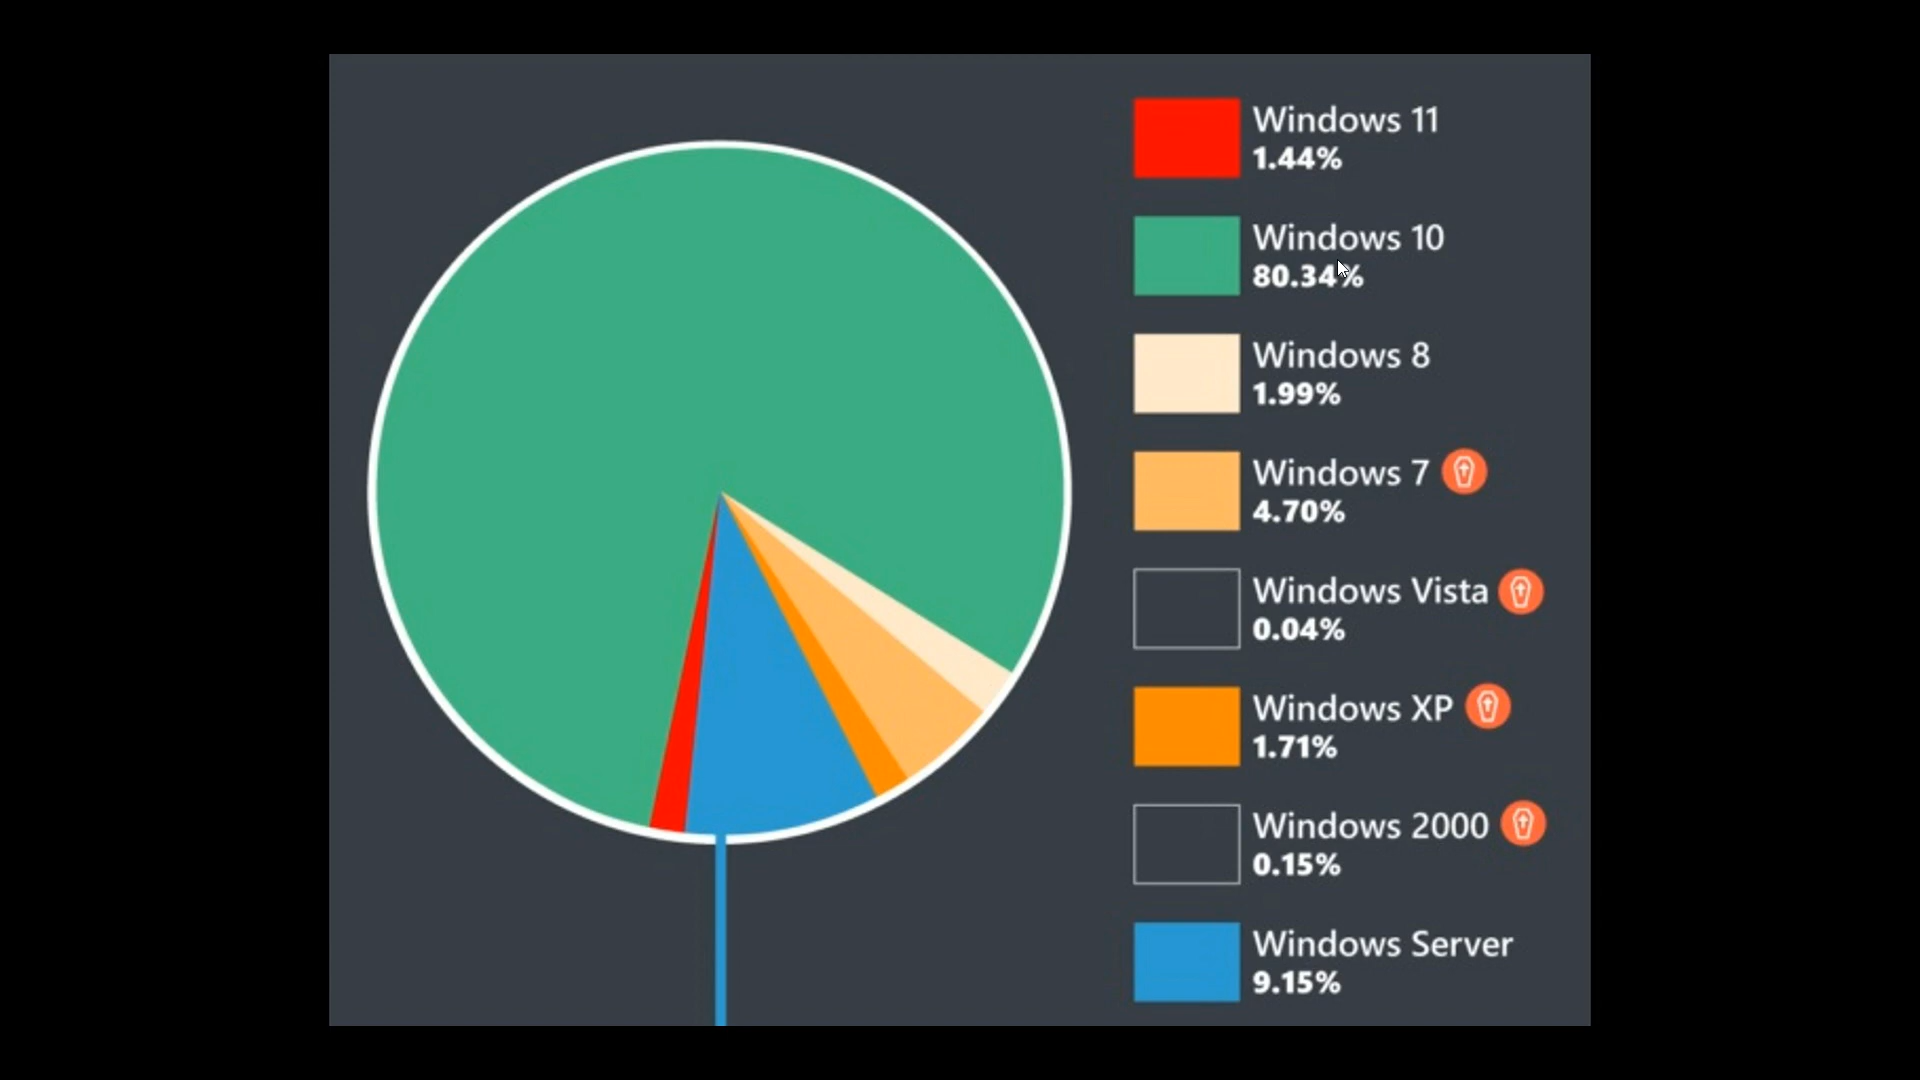 Windows 11
1.44%
Windows 10
80.34%
Windows 8
1.99%
Windows 7
4.70%
Windows Vista
0.04%
Windows XP
1.71%
Windows 2000
0.15%
Windows Server
9.15%